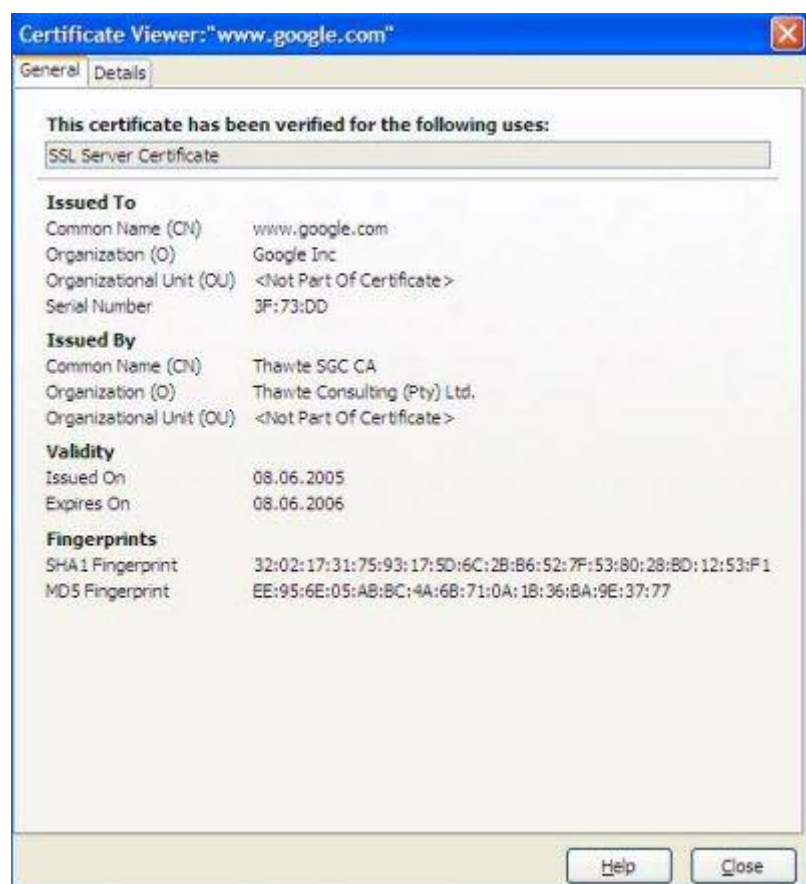 Certificate Viewer:"www.google.com"
General Details
This certificate has been verified for the following uses:
SSL Server Certificate
Issued To
Common Name (CN) www.google.com
Organization (O) Google Inc
Organizational Unit (OU) <Not Part Of Certificate>
Serial Number 3F:73:DD
Issued By
Common Name (CN) Thawte SGC CA
Organization (O) Thawte Consulting (Pty) Ltd.
Organizational Unit (OU) <Not Part Of Certificate>
Validity
Issued On 08.06.2005
Expires On 08.06.2006
Fingerprints
SHA1 Fingerprint 32:02:17:31:75:93:17:5D:6C:2B:B6:52:7F:53:80:28:BD:12:53:F1
MD5 Fingerprint EE:95:6E:05:AB:BC:4A:6B:71:0A:1B:36:BA:9E:37:77
Help Close